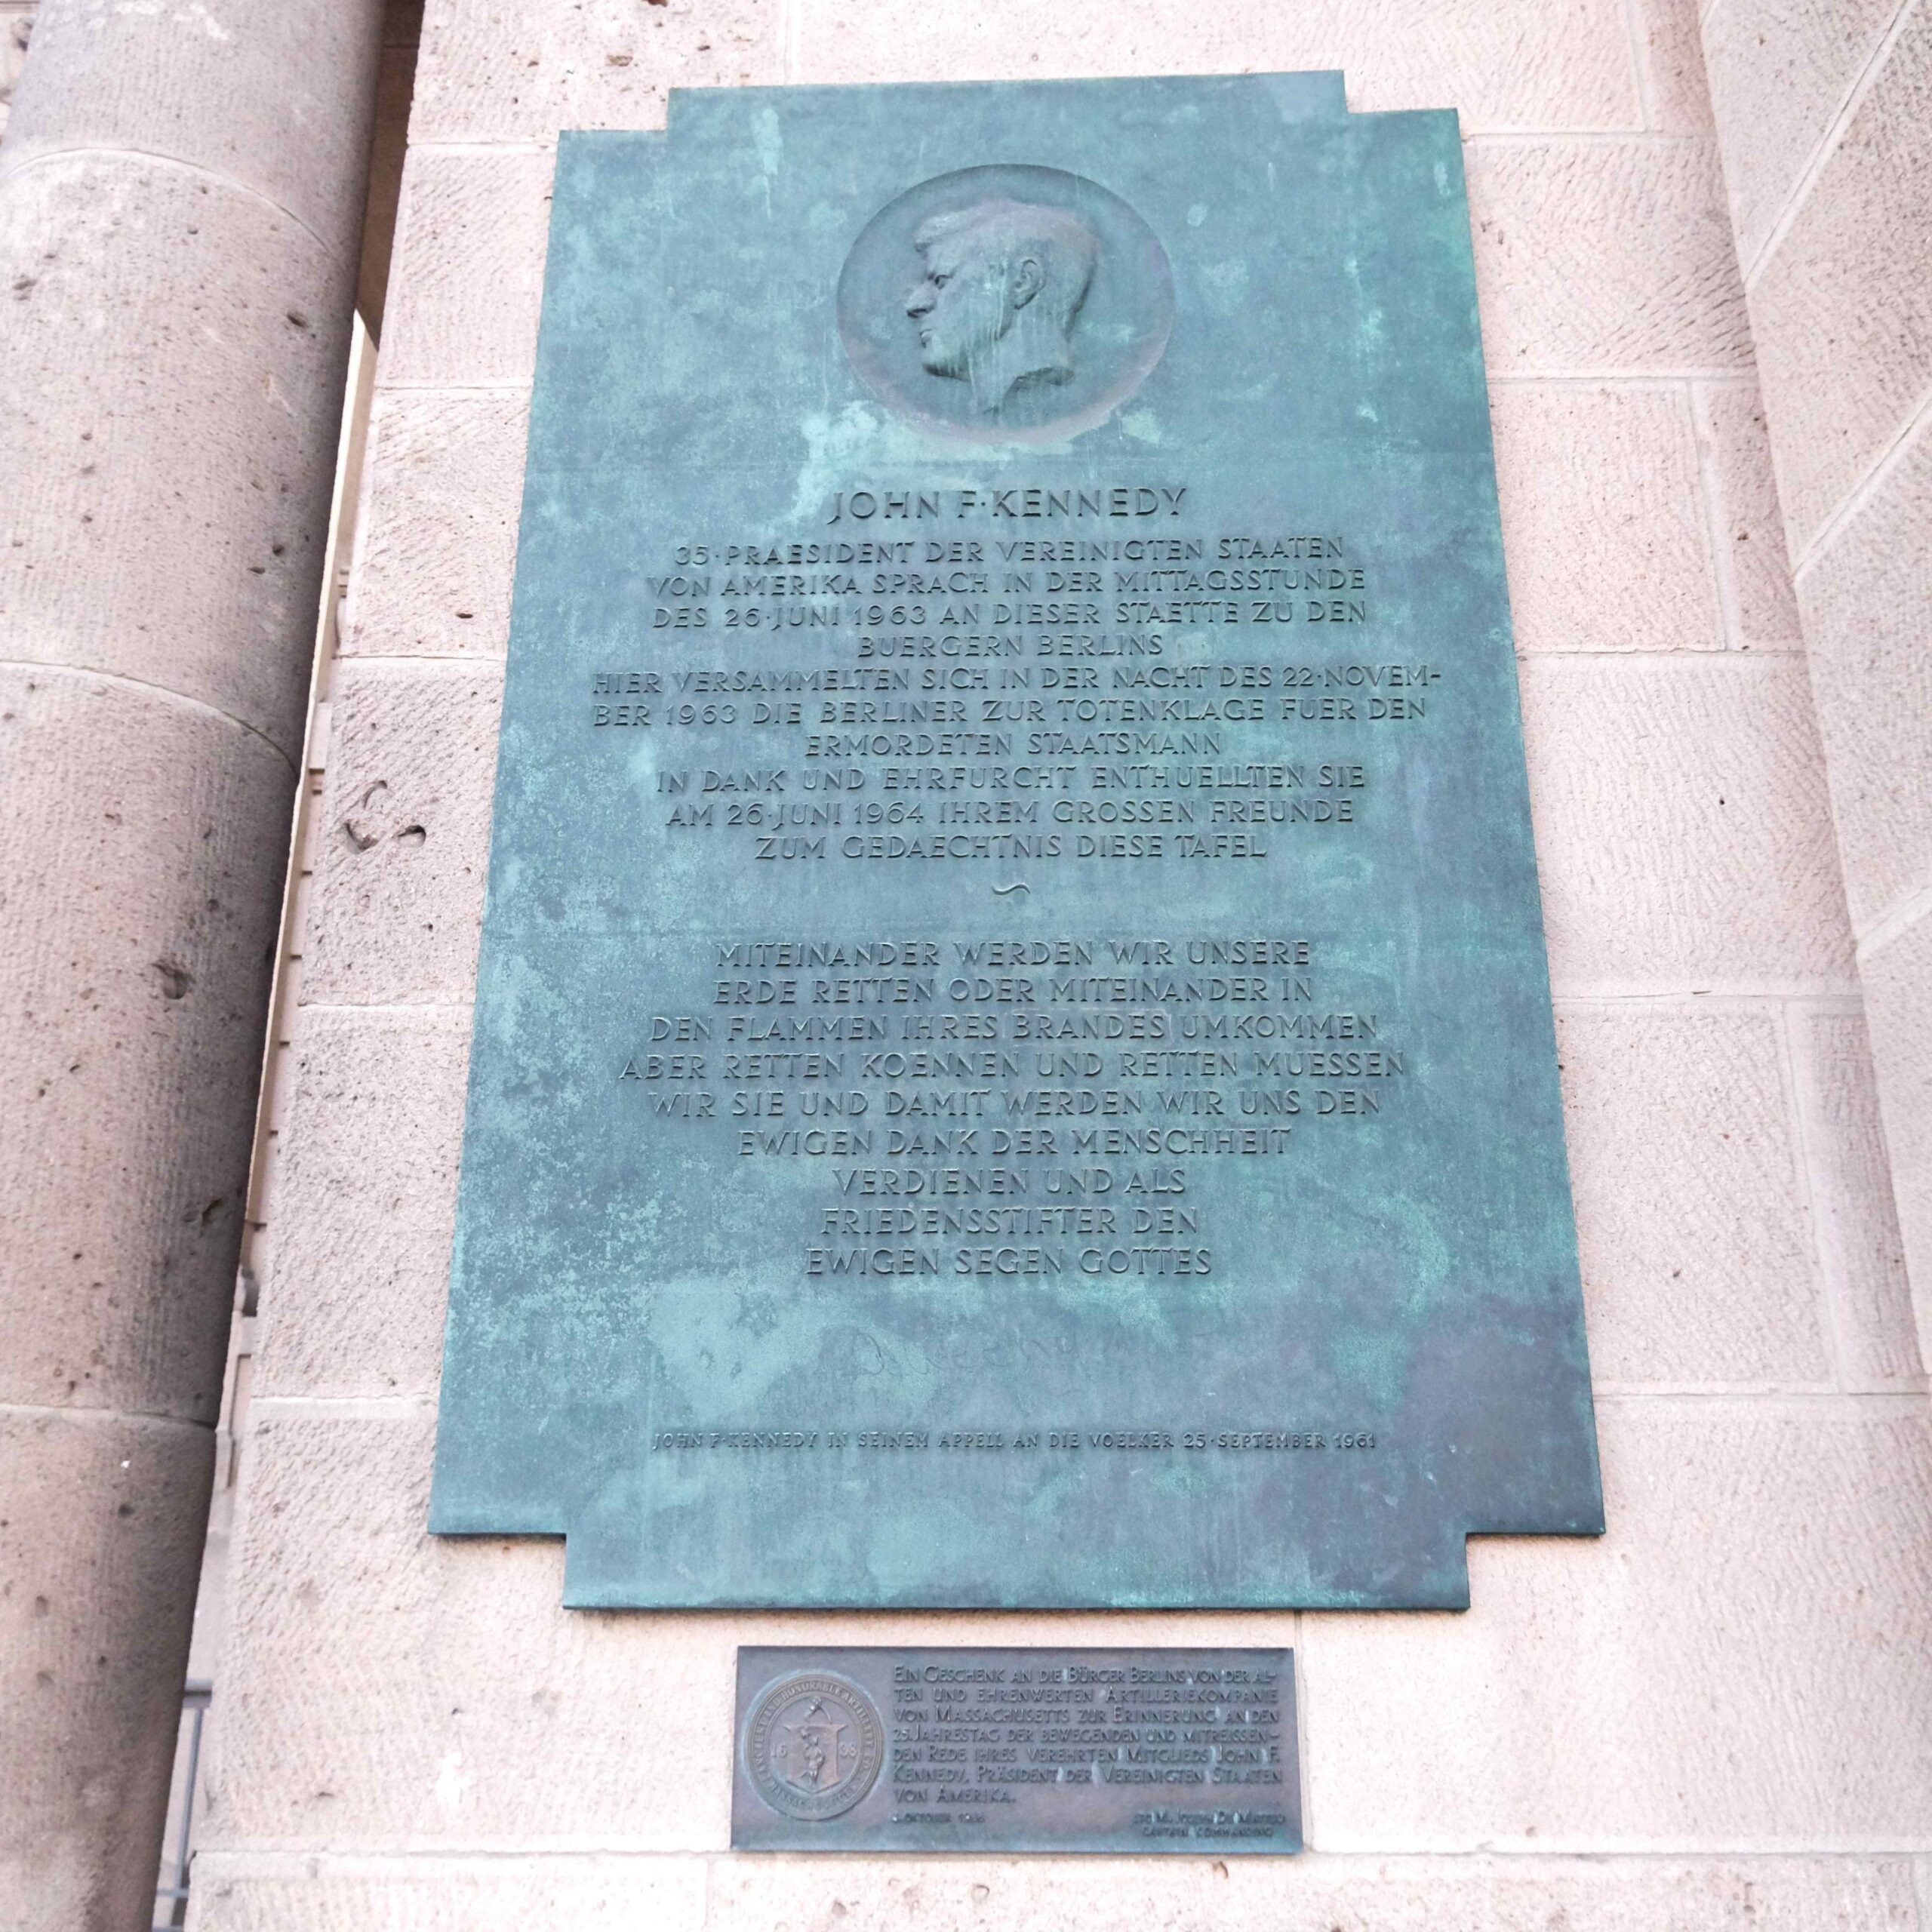 JOHN F·KENNEDY
35·PRAESIDENT DER VEREINIGTEN STAATEN
VON AMERIKA SPRACH IN DER MITTAGSSTUNDE
DES 26·JUNI 1963 AN DIESER STAETTE ZU DEN
BUERGERN BERLINS
HIER VERSAMMELTEN SICH IN DER NACHT DES 22·NOVEM-
BER 1963 DIE BERLINER ZUR TOTENKLAGE FUER DEN
ERMORDETEN STAATSMANN
IN DANK UND EHRFURCHT ENTHUELLTEN SIE
AM 26·JUNI 1964 IHREM GROSSEN FREUNDE
ZUM GEDAECHTNIS DIESE TAFEL
MITEINANDER WERDEN WIR UNSERE
ERDE RETTEN ODER MITEINANDER IN
DEN FLAMMEN IHRES BRANDES UMKOMMEN
ABER RETTEN KOENNEN UND RETTEN MUESSEN
WIR SIE UND DAMIT WERDEN WIR UNS DEN
EWIGEN DANK DER MENSCHHEIT
VERDIENEN UND ALS
FRIEDENSSTIFTER DEN
EWIGEN SEGEN GOTTES
JOHN F·KENNEDY IN SEINEM APPELL AN DIE VOELKER 25·SEPTEMBER 1961
16 38
EIN GESCHENK AN DIE BÜRGER BERLINS VON DER AL-
TEN UND EHRENWERTEN ARTILLERIEKOMPANIE
VON MASSACHUSETTS ZUR ERINNERUNG AN DEN
25. JAHRESTAG DER BEWEGENDEN UND MITREISSEN-
DEN REDE IHRES VEREHRTEN MITGLIEDS JOHN F.
KENNEDY, PRÄSIDENT DER VEREINIGTEN STAATEN
VON AMERIKA.
OKTOBER
CAPTAIN COMMANDING